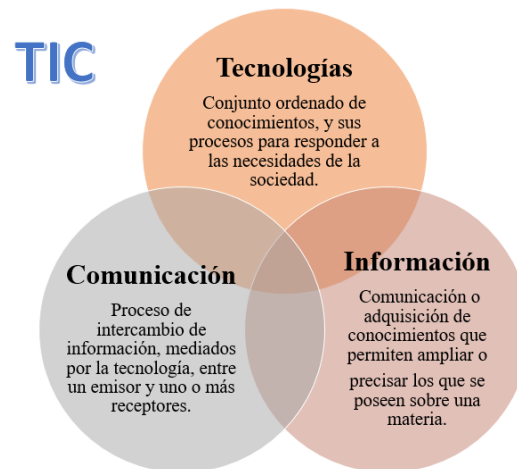 TIC
Tecnologías
Conjunto ordenado de
conocimientos, y sus
procesos para responder a
las necesidades de la
sociedad.
Comunicación
Proceso de
intercambio de
información, mediados
por la tecnología, entre
un emisor y uno o más
receptores.
Información
Comunicación o
adquisición de
conocimientos que
permiten ampliar o
precisar los que se
poseen sobre una
materia.